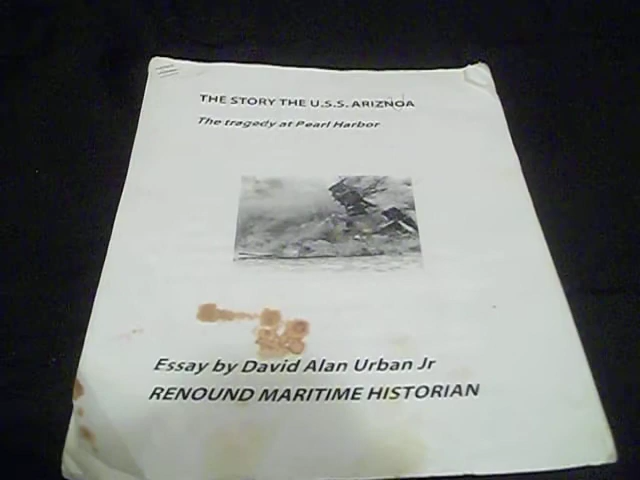 THE STORY THE U.S.S. ARIZNOA
The tragedy at Pearl Harbor
Essay by David Alan Urban Jr
RENOUND MARITIME HISTORIAN